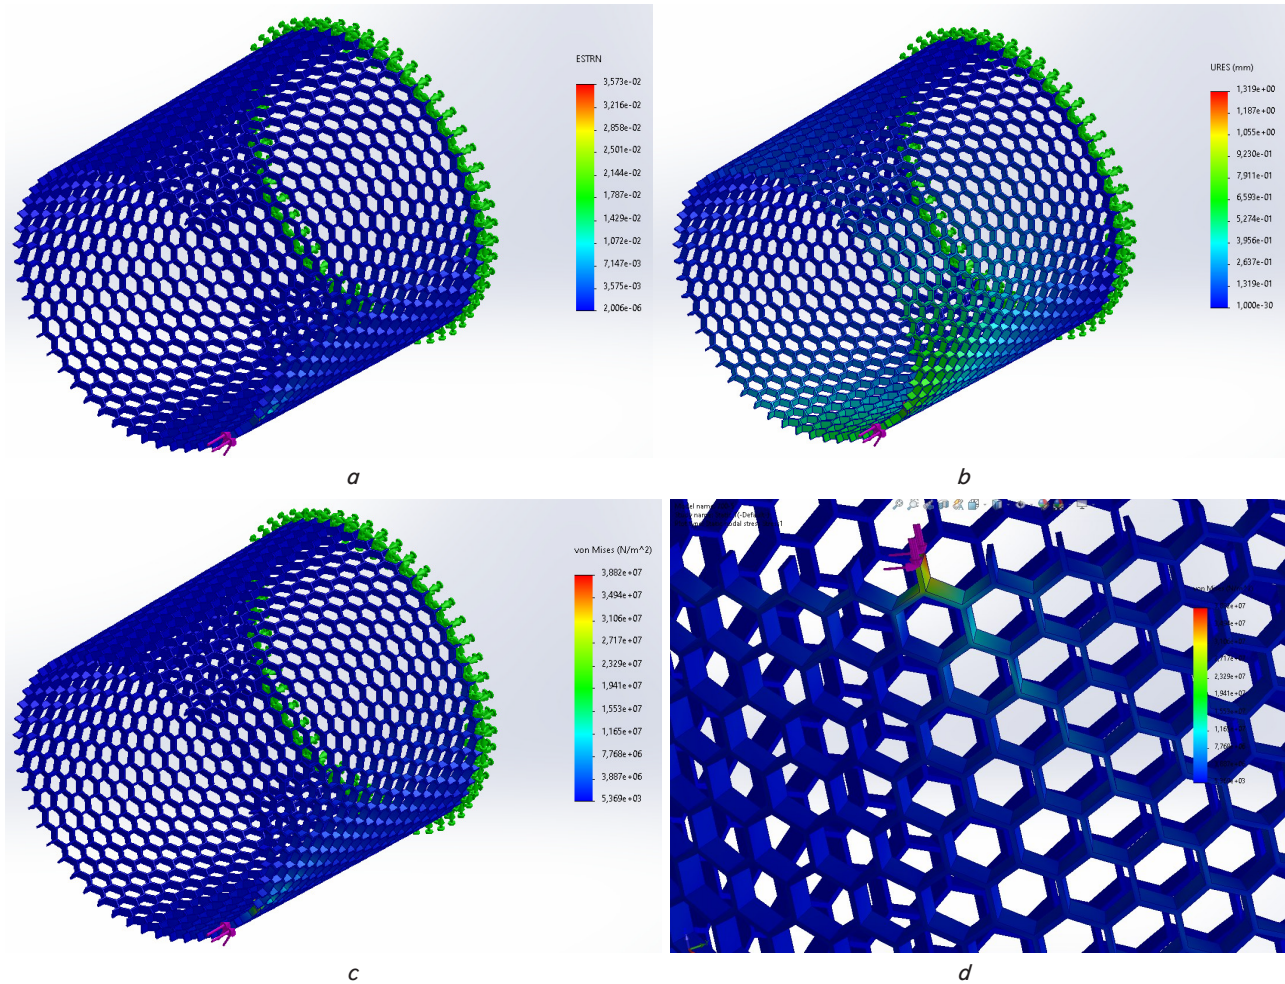 ESTRN
3,573e-02
3,216e-02
2,858e-02
2,501e-02
2,144e-02
1,787e-02
1,429e-02
1,072e-02
7,147e-03
3,575e-03
2,006e-06
a
URES (mm)
1,319e+00
1,187e+00
1,055e+00
9,230e-01
7,911e-01
6,593e-01
5,274e-01
3,956e-01
2,637e-01
1,319e-01
1,000e-30
b
von Mises (N/m^2)
3,882e+07
3,494e+07
3,106e+07
2,717e+07
2,329e+07
1,941e+07
1,553e+07
1,165e+07
7,768e+06
3,887e+06
5,369e+03
c
2,329e+07
1,941e+07
d